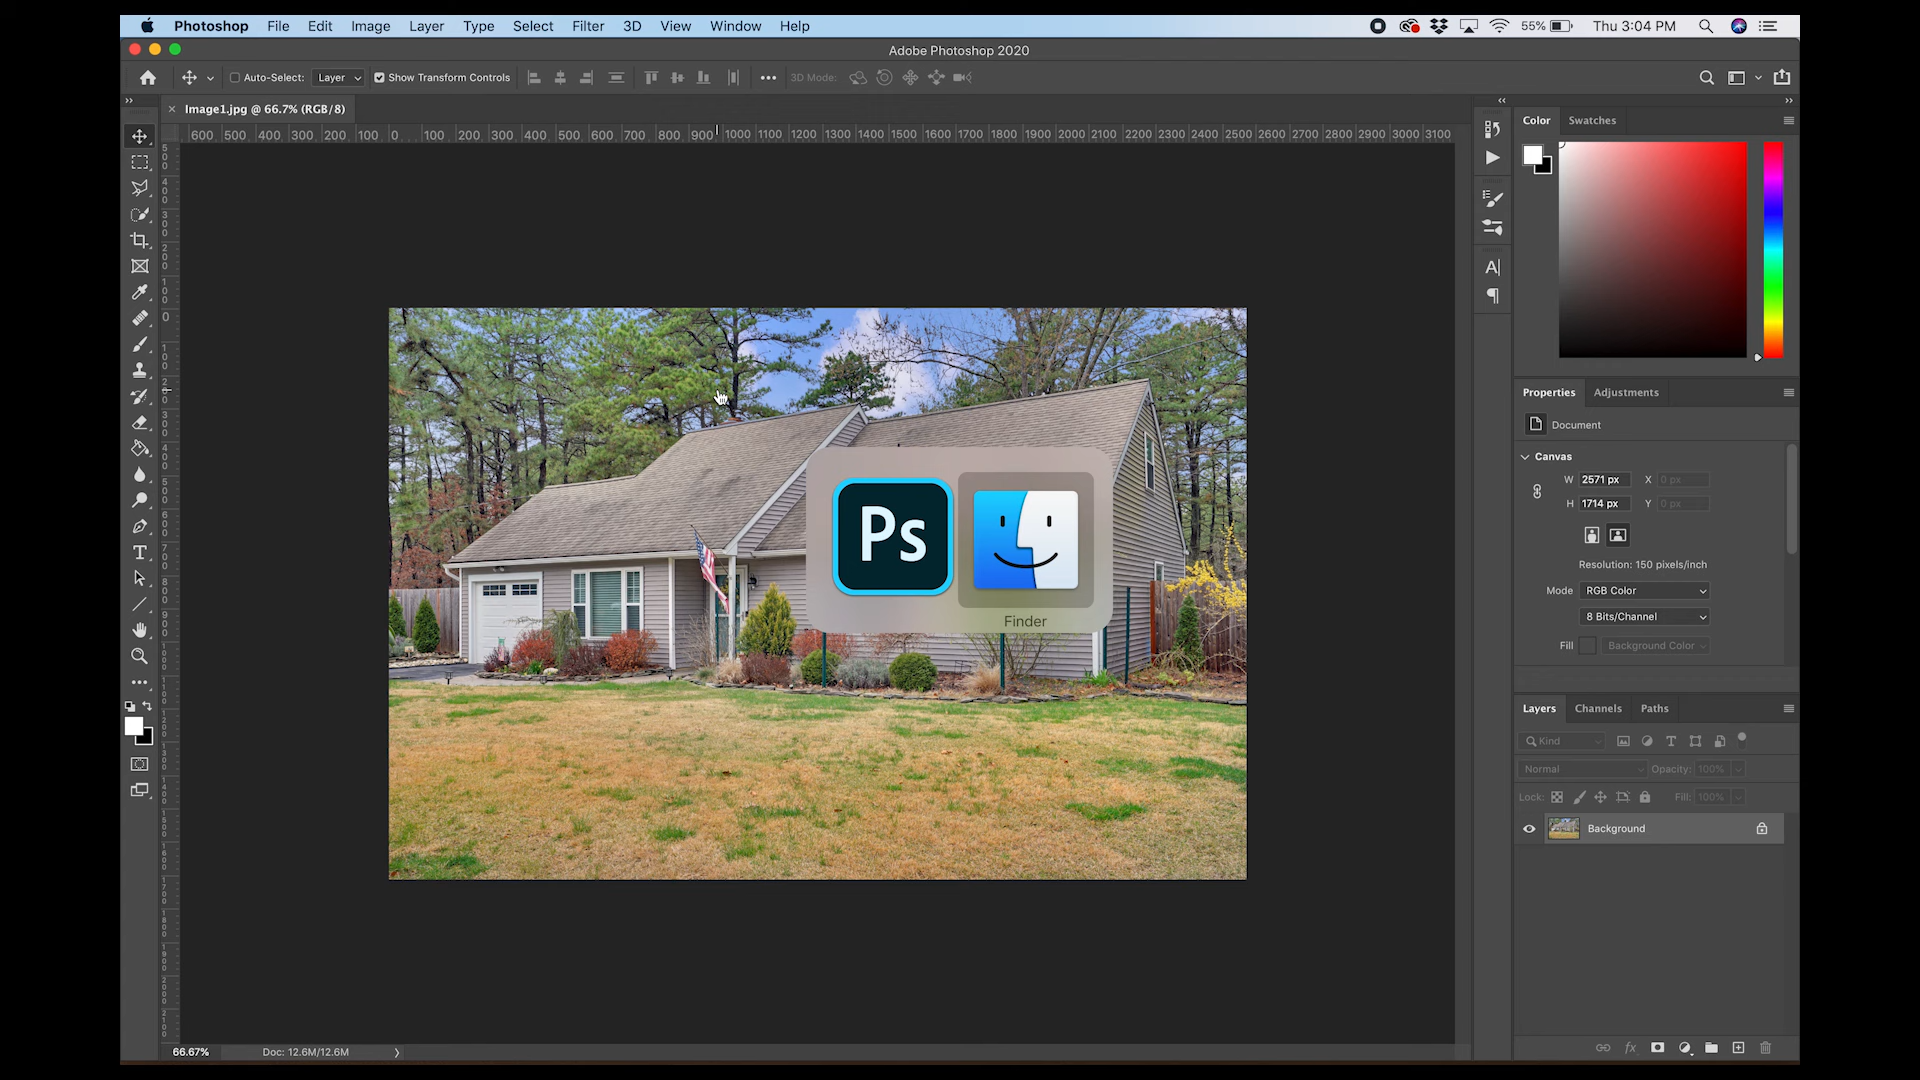 Photoshop File Edit Image Layer Type Select Filter 3D View Window Help 55% Thu 3:04 PM
Adobe Photoshop 2020
Auto-Select: Layer Show Transform Controls 3D Mode:
Image1.jpg @ 66.7% (RGB/8)
600 500 400 300 200 100 0 100 200 300 400 500 600 700 800 900 1000 1100 1200 1300 1400 1500 1600 1700 1800 1900 2000 2100 2200 2300 2400 2500 2600 2700 2800 2900 3000 3100
Color Swatches
Properties Adjustments
Document
Canvas
W 2571 px X 0 px
H 1714 px Y 0 px
Resolution: 150 pixels/inch
Mode RGB Color
8 Bits/Channel
Fill Background Color
Ps
Finder
Layers Channels Paths
Kind
Normal Opacity: 100%
Lock: Fill: 100%
Background
fx
66.67% Doc: 12.6M/12.6M